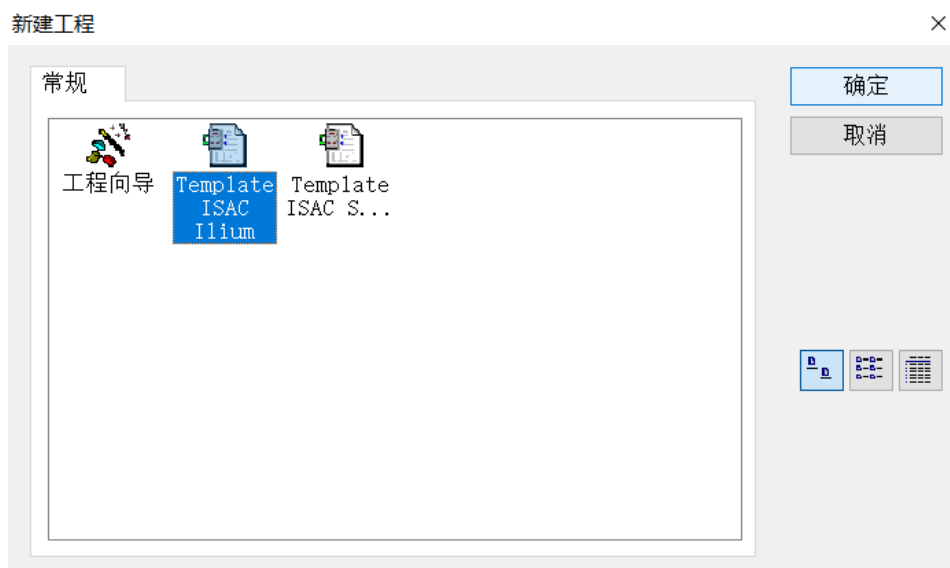 新建工程
常规
确定
取消
工程向导
Template
ISAC
Ilium
Template
ISAC S...